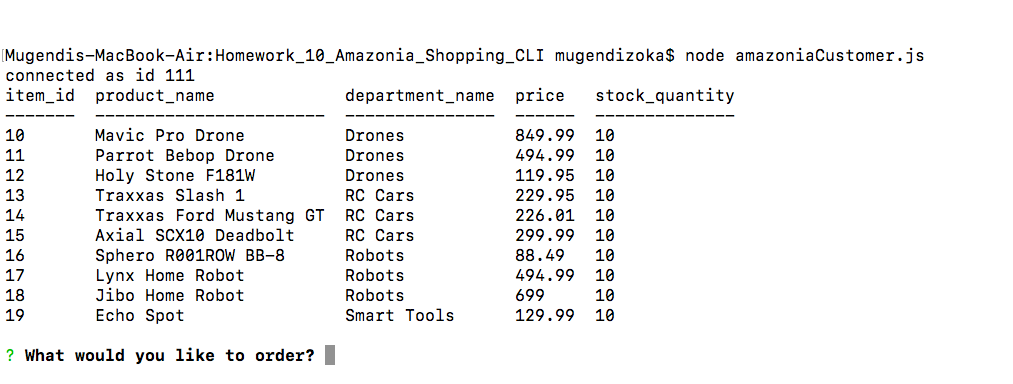 Mugendis-MacBook-Air:Homework_10_Amazonia_Shopping_CLI mugendizoka$ node amazoniaCustomer.js
connected as id 111
item_id  product_name             department_name  price   stock_quantity
-------  -----------------------  ---------------  ------  --------------
10       Mavic Pro Drone          Drones           849.99  10
11       Parrot Bebop Drone       Drones           494.99  10
12       Holy Stone F181W         Drones           119.95  10
13       Traxxas Slash 1          RC Cars          229.95  10
14       Traxxas Ford Mustang GT  RC Cars          226.01  10
15       Axial SCX10 Deadbolt     RC Cars          299.99  10
16       Sphero R001ROW BB-8      Robots           88.49   10
17       Lynx Home Robot          Robots           494.99  10
18       Jibo Home Robot          Robots           699     10
19       Echo Spot                Smart Tools      129.99  10
? What would you like to order?